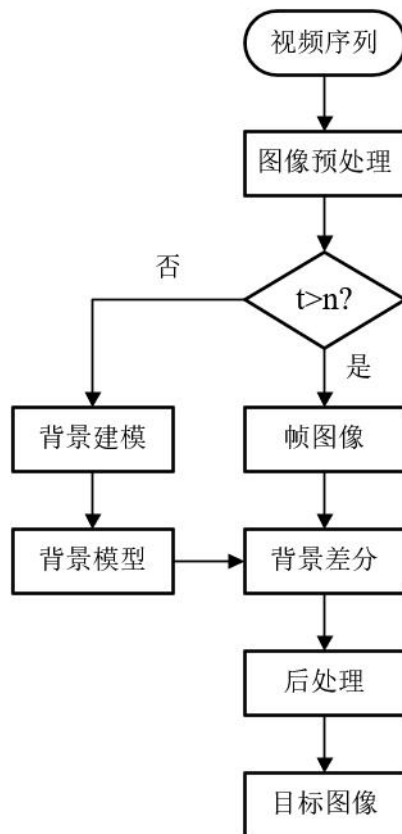 视频序列
图像预处理
t>n?
否
是
背景建模
帧图像
背景模型
背景差分
后处理
目标图像